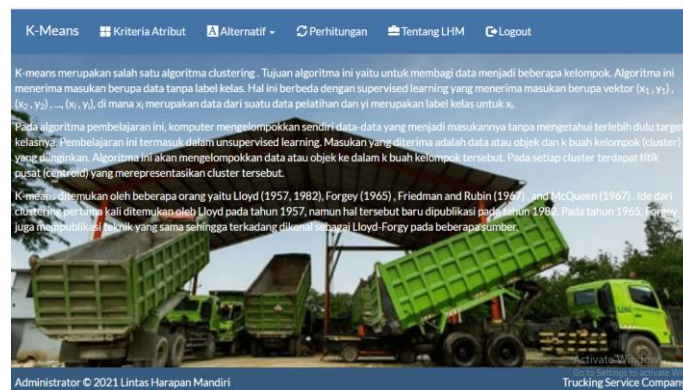 K-Means Kriteria Atribut Alternatif Perhitungan Tentang LHM Logout
K-means merupakan salah satu algoritma clustering . Tujuan algoritma ini yaitu untuk membagi data menjadi beberapa kelompok. Algoritma ini
menerima masukan berupa data tanpa label kelas. Hal ini berbeda dengan supervised learning yang menerima masukan berupa vektor (x₁ , y₁) ,
(x₂ , y₂) , ..., (xᵢ , yᵢ), di mana xᵢ merupakan data dari suatu data pelatihan dan yi merupakan label kelas untuk xᵢ.
Pada algoritma pembelajaran ini, komputer mengelompokkan sendiri data-data yang menjadi masukannya tanpa mengetahui terlebih dulu target
kelasnya. Pembelajaran ini termasuk dalam unsupervised learning. Masukan yang diterima adalah data atau objek dan k buah kelompok (cluster)
yang diinginkan. Algoritma ini akan mengelompokkan data atau objek ke dalam k buah kelompok tersebut. Pada setiap cluster terdapat titik
pusat (centroid) yang merepresentasikan cluster tersebut.
K-means ditemukan oleh beberapa orang yaitu Lloyd (1957, 1982), Forgey (1965) , Friedman and Rubin (1967) , and McQueen (1967) . Ide dari
clustering pertama kali ditemukan oleh Lloyd pada tahun 1957, namun hal tersebut baru dipublikasi pada tahun 1982. Pada tahun 1965, Forgey
juga mempublikasi teknik yang sama sehingga terkadang dikenal sebagai Lloyd-Forgy pada beberapa sumber.
Activate Windows
Go to Settings to activate Wi
Administrator © 2021 Lintas Harapan Mandiri Trucking Service Compan